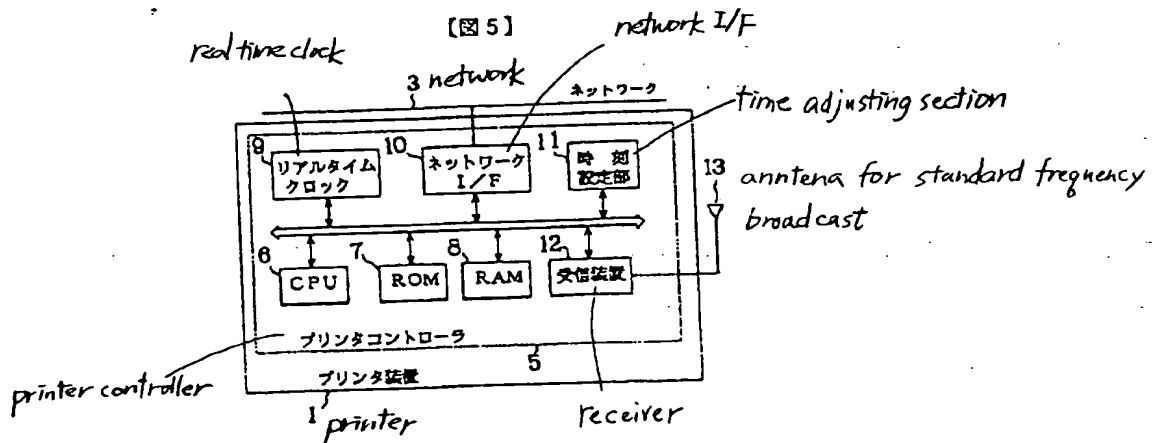 【図5】
network I/F
real time clock
3 network
ネットワーク
time adjusting section
9
リアルタイム
クロック
10
ネットワーク
I/F
11
時刻
設定部
13
anntena for standard frequency
broadcast
6
CPU
7
ROM
8
RAM
12
受信装置
プリンタコントローラ
5
printer controller
プリンタ装置
1 printer
receiver